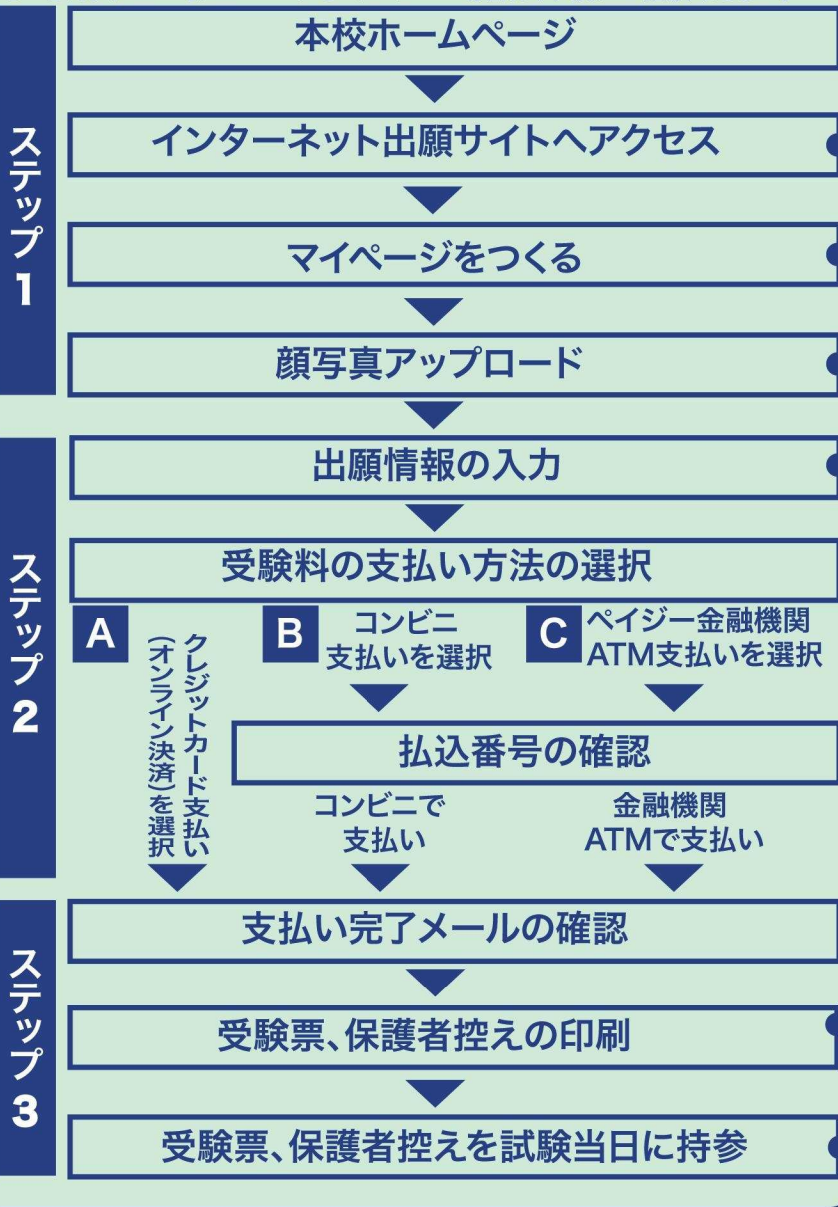 ステップ1
本校ホームページ
インターネット出願サイトへアクセス
マイページをつくる
顔写真アップロード
ステップ2
出願情報の入力
受験料の支払い方法の選択
A
クレジットカード支払い
(オンライン決済)を選択
B
コンビニ
支払いを選択
C
ペイジー金融機関
ATM支払いを選択
払込番号の確認
コンビニで
支払い
金融機関
ATMで支払い
ステップ3
支払い完了メールの確認
受験票、保護者控えの印刷
受験票、保護者控えを試験当日に持参